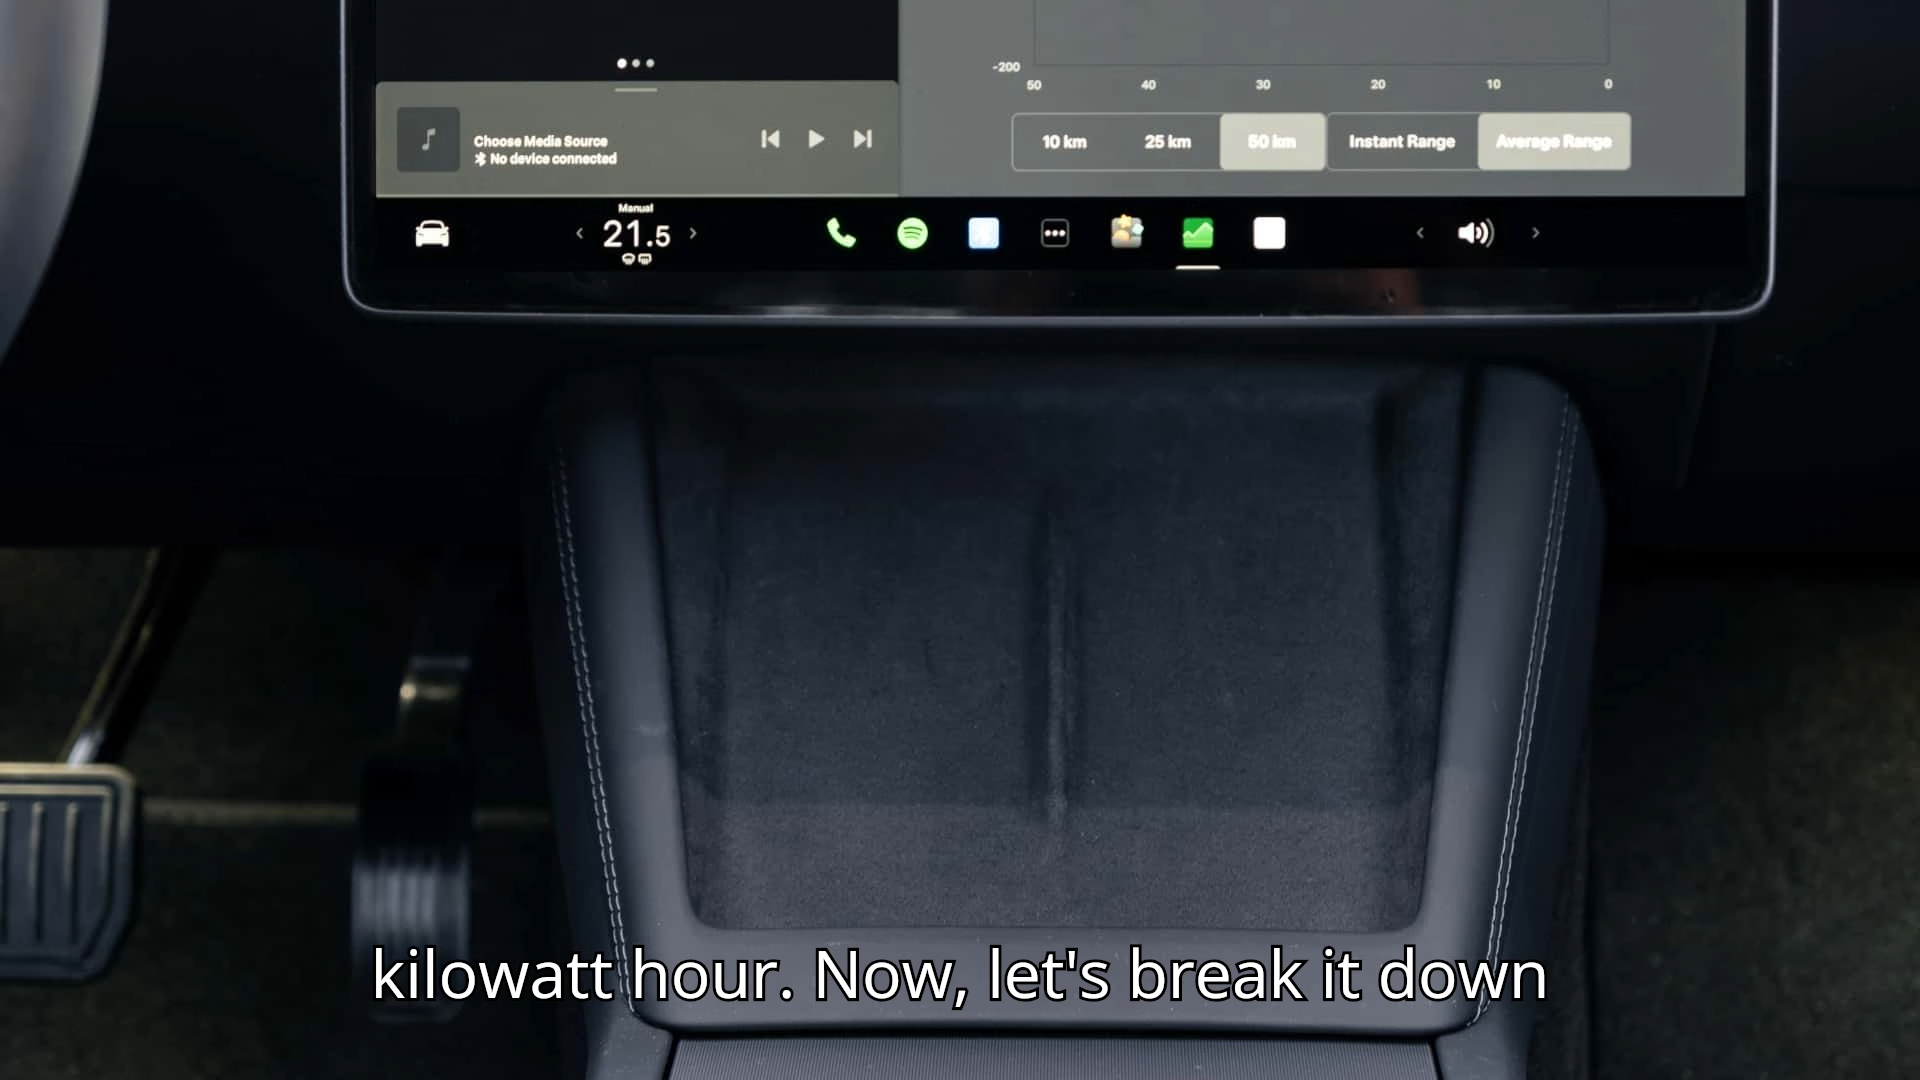 -200
50 40 30 20 10 0
10 km 25 km 50 km Instant Range Average Range
Choose Media Source
No device connected
Manual
21.5
kilowatt hour. Now, let's break it down